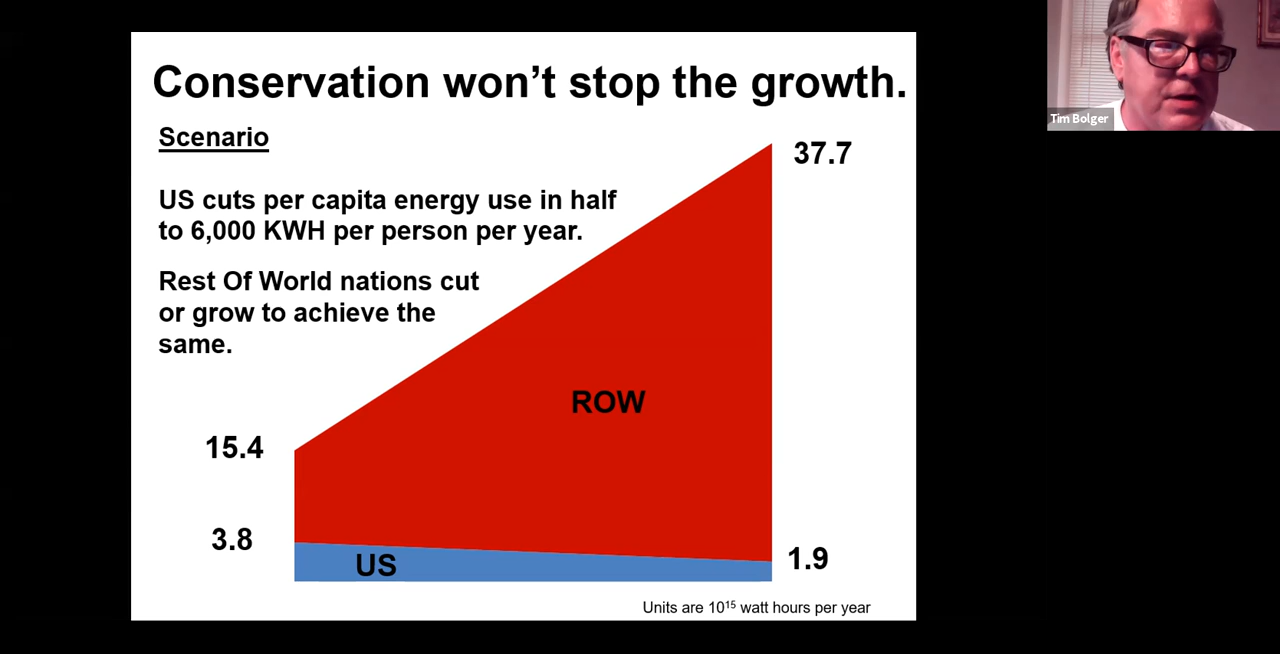 Conservation won’t stop the growth.
Tim Bolger
Scenario
37.7
US cuts per capita energy use in half
to 6,000 KWH per person per year.
Rest Of World nations cut
or grow to achieve the
same.
ROW
15.4
3.8
US
1.9
Units are 10¹⁵ watt hours per year